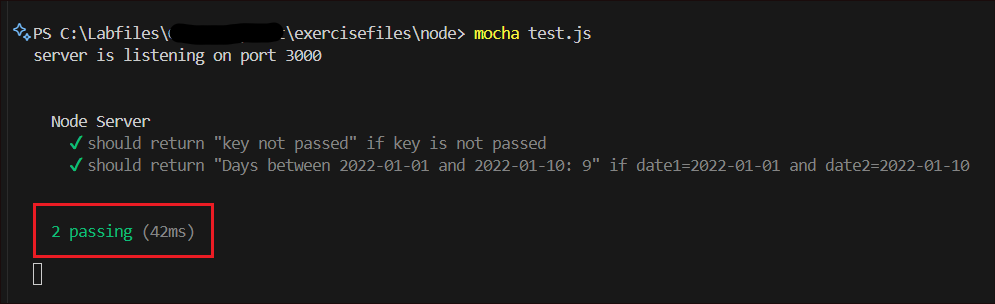 PS C:\Labfiles\ \exercisefiles\node> mocha test.js
server is listening on port 3000
Node Server
✓ should return "key not passed" if key is not passed
✓ should return "Days between 2022-01-01 and 2022-01-10: 9" if date1=2022-01-01 and date2=2022-01-10
2 passing (42ms)